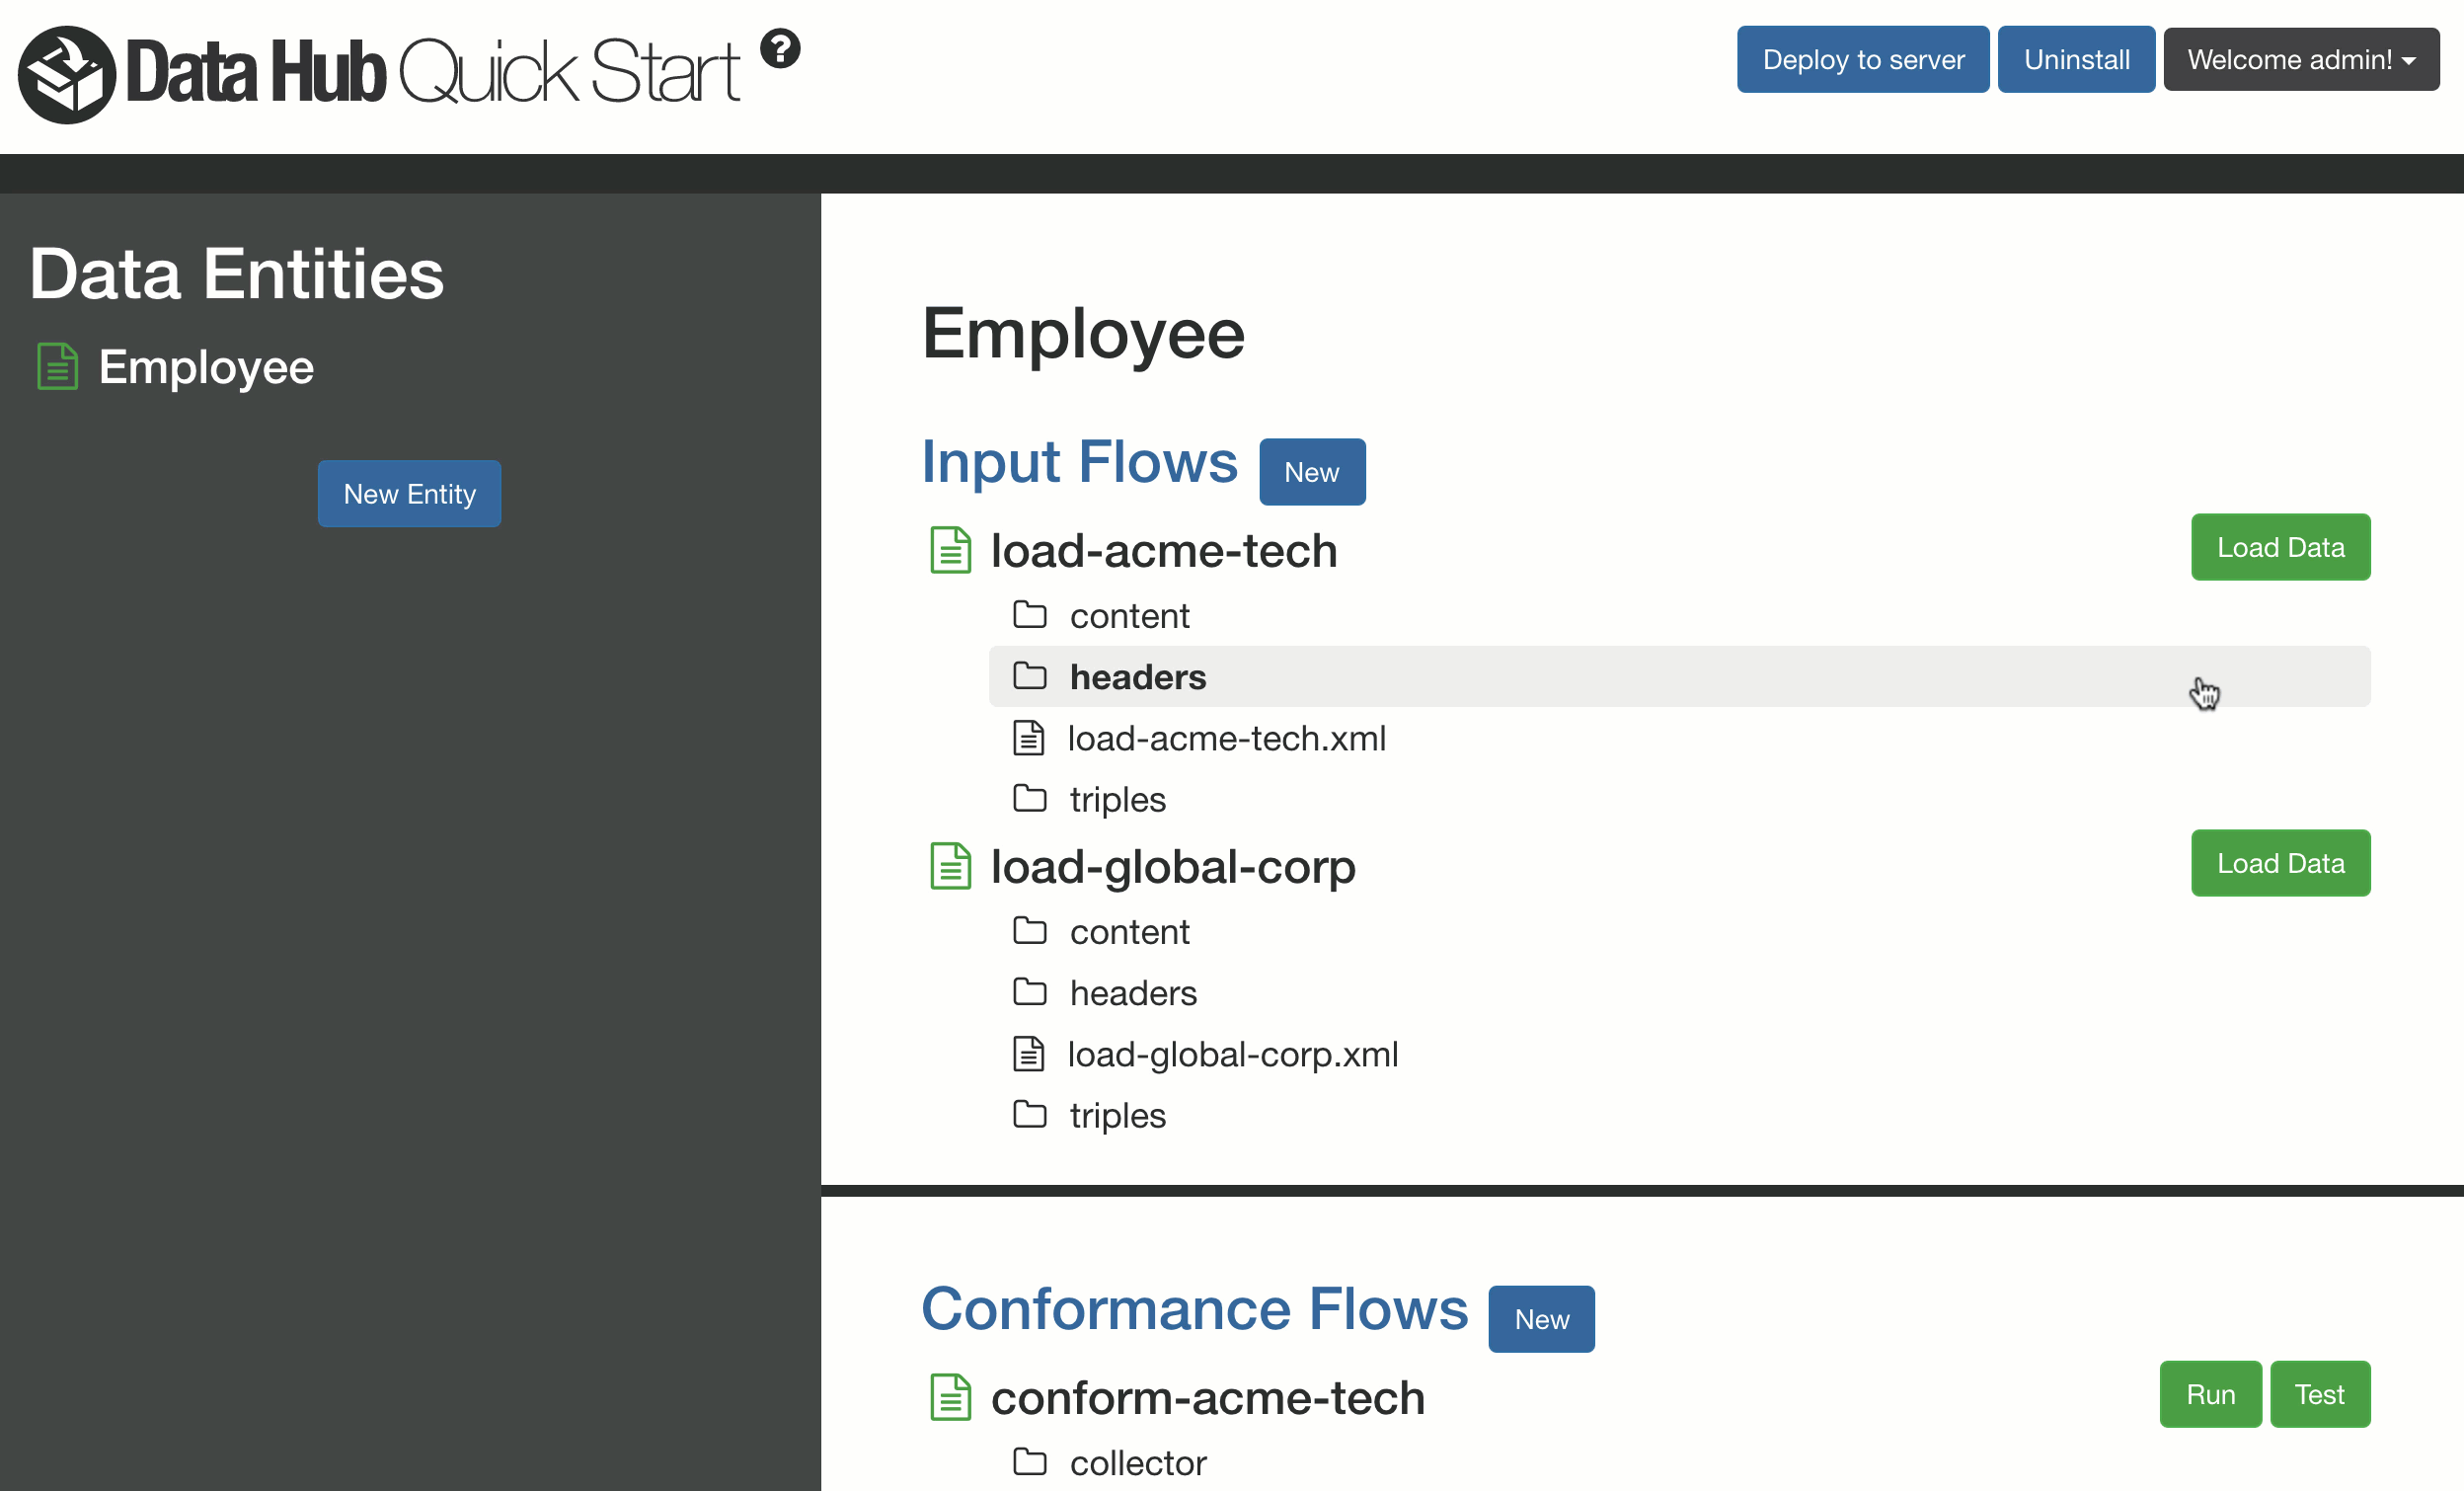 Data Hub Quick Start ?
Deploy to server
Uninstall
Welcome admin!
Data Entities
Employee
New Entity
Employee
Input Flows
New
load-acme-tech
Load Data
content
headers
load-acme-tech.xml
triples
load-global-corp
Load Data
content
headers
load-global-corp.xml
triples
Conformance Flows
New
conform-acme-tech
Run
Test
collector